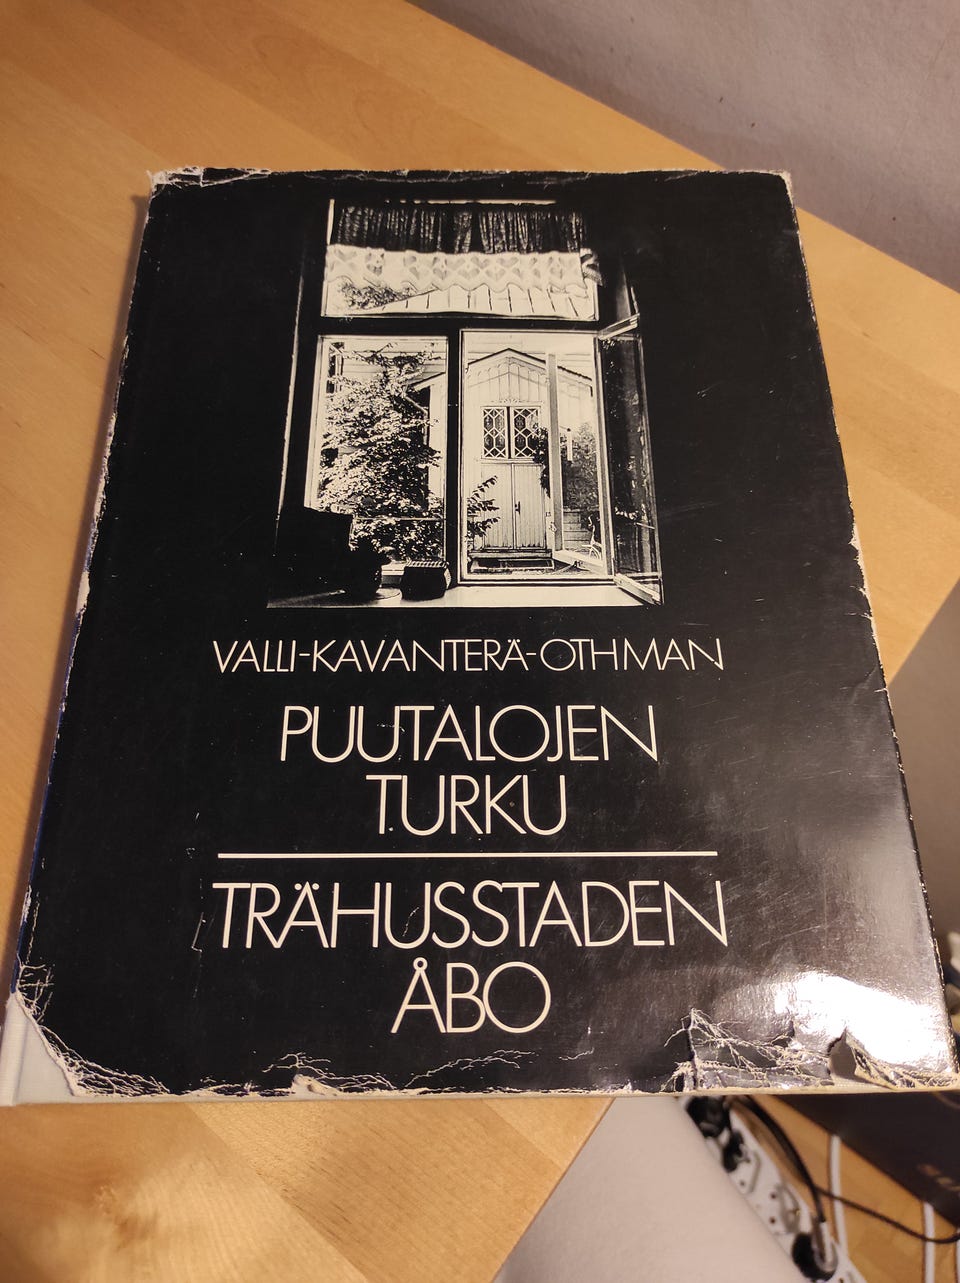 VALLI-KAVANTERÄ-OTHMAN
PUUTALOJEN
TURKU
TRÄHUSSTADEN
ÅBO